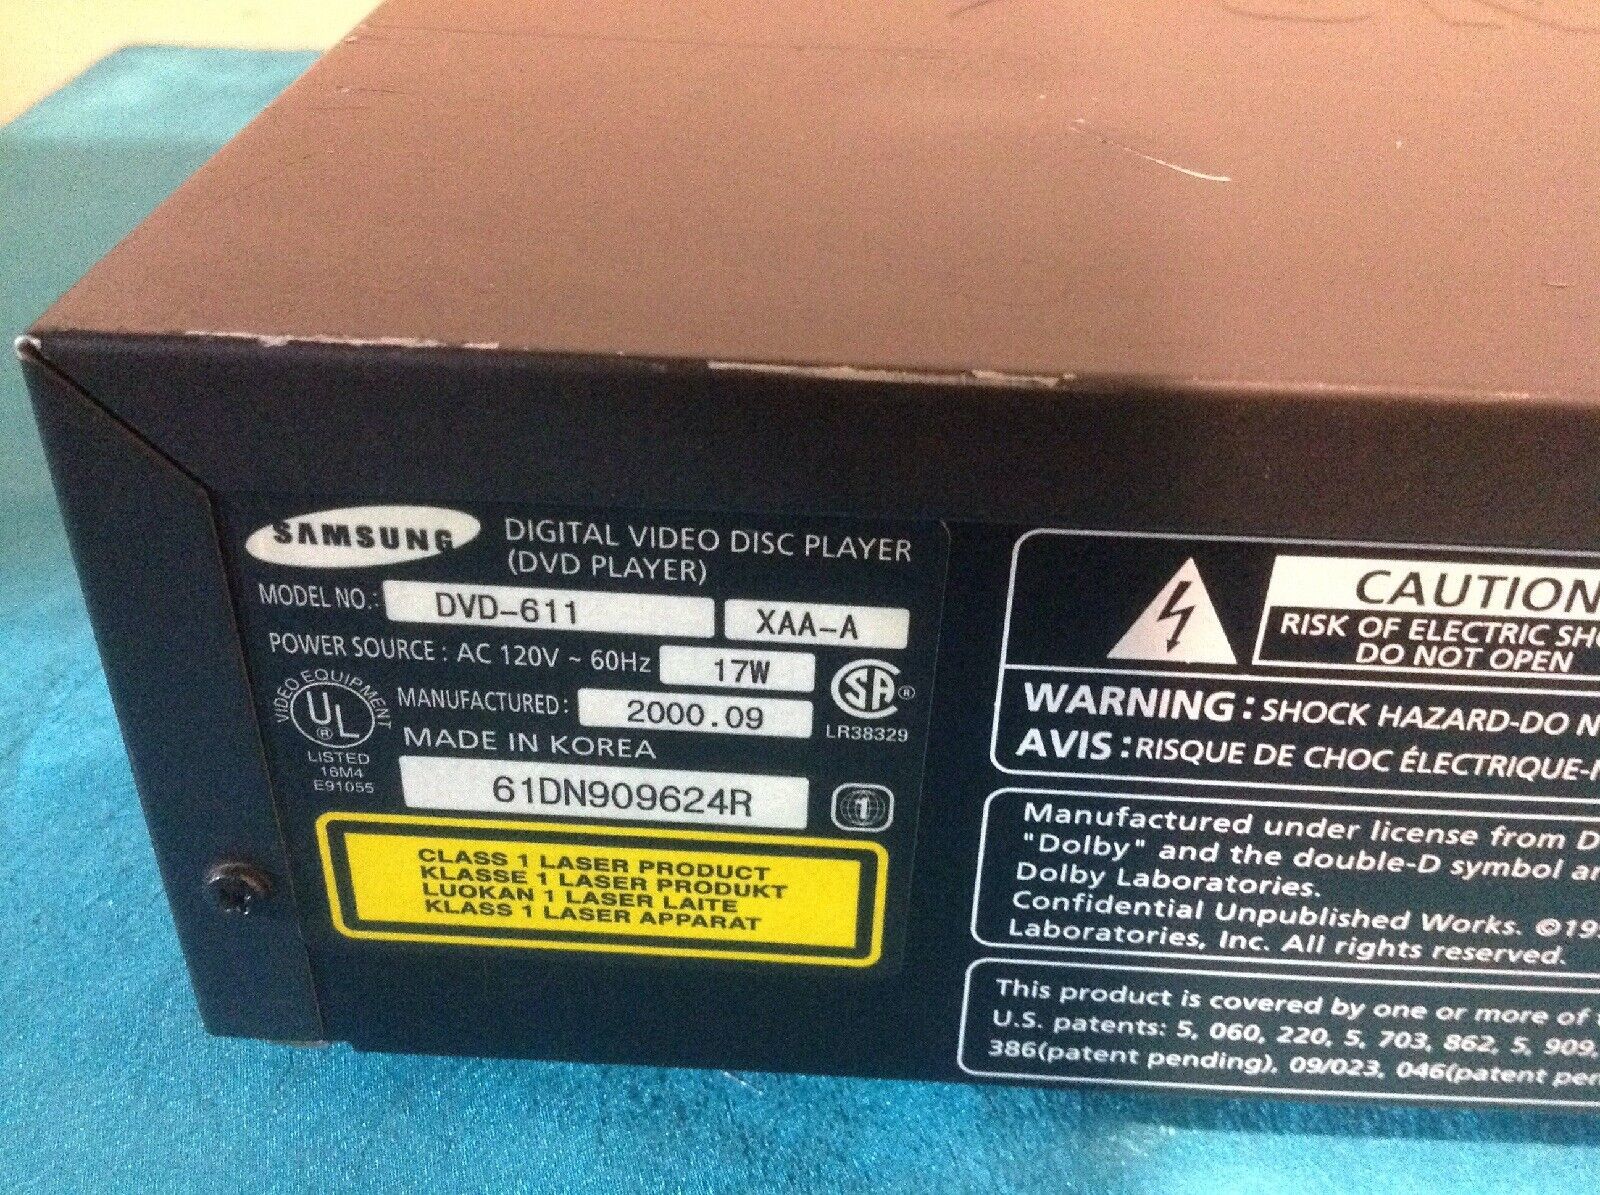 SAMSUNG
DIGITAL VIDEO DISC PLAYER
(DVD PLAYER)
MODEL NO.: DVD-611 XAA-A
POWER SOURCE : AC 120V ~ 60Hz 17W
VIDEO EQUIPMENT
UL ®
LISTED
16M4
E91055
MANUFACTURED : 2000.09
SA ®
LR38329
MADE IN KOREA
61DN909624R
1
CLASS 1 LASER PRODUCT
KLASSE 1 LASER PRODUKT
LUOKAN 1 LASER LAITE
KLASS 1 LASER APPARAT
CAUTION
RISK OF ELECTRIC SHO
DO NOT OPEN
WARNING : SHOCK HAZARD-DO N
AVIS : RISQUE DE CHOC ÉLECTRIQUE-
Manufactured under license from D
"Dolby" and the double-D symbol a
Dolby Laboratories.
Confidential Unpublished Works. ©19
Laboratories, Inc. All rights reserved.
This product is covered by one or more of
U.S. patents: 5, 060, 220, 5, 703, 862, 5, 909,
386(patent pending), 09/023, 046(patent pen